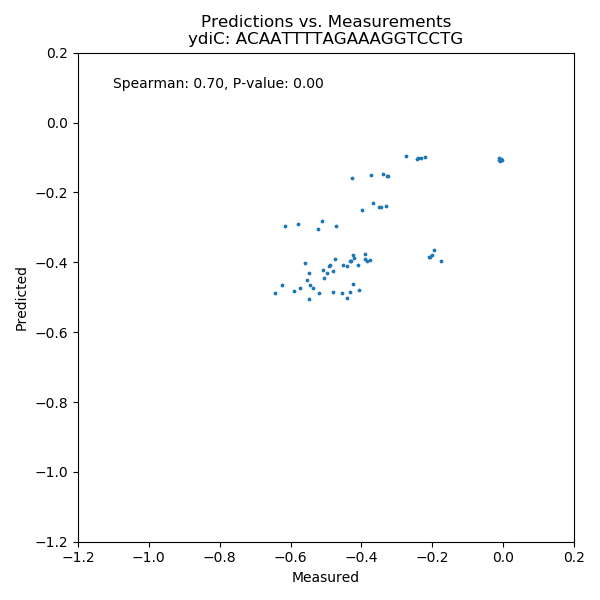 Predictions vs. Measurements
ydiC: ACAATTTTAGAAAGGTCCTG
Spearman: 0.70, P-value: 0.00
0.2
0.0
−0.2
−0.4
−0.6
−0.8
−1.0
−1.2
Predicted
−1.2 −1.0 −0.8 −0.6 −0.4 −0.2 0.0 0.2
Measured